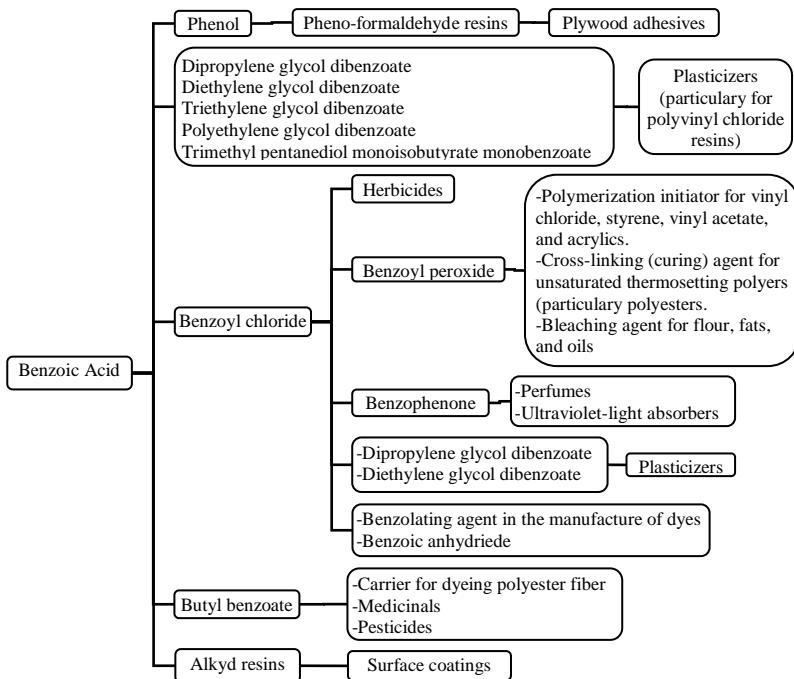 Phenol
Pheno-formaldehyde resins
Plywood adhesives
Dipropylene glycol dibenzoate
Diethylene glycol dibenzoate
Triethylene glycol dibenzoate
Polyethylene glycol dibenzoate
Trimethyl pentanediol monoisobutyrate monobenzoate
Plasticizers
(particulary for
polyvinyl chloride
resins)
Herbicides
Benzoyl peroxide
-Polymerization initiator for vinyl
chloride, styrene, vinyl acetate,
and acrylics.
-Cross-linking (curing) agent for
unsaturated thermosetting polyers
(particulary polyesters.
-Bleaching agent for flour, fats,
and oils
Benzoyl chloride
Benzoic Acid
Benzophenone
-Perfumes
-Ultraviolet-light absorbers
-Dipropylene glycol dibenzoate
-Diethylene glycol dibenzoate
Plasticizers
-Benzolating agent in the manufacture of dyes
-Benzoic anhydriede
Butyl benzoate
-Carrier for dyeing polyester fiber
-Medicinals
-Pesticides
Alkyd resins
Surface coatings